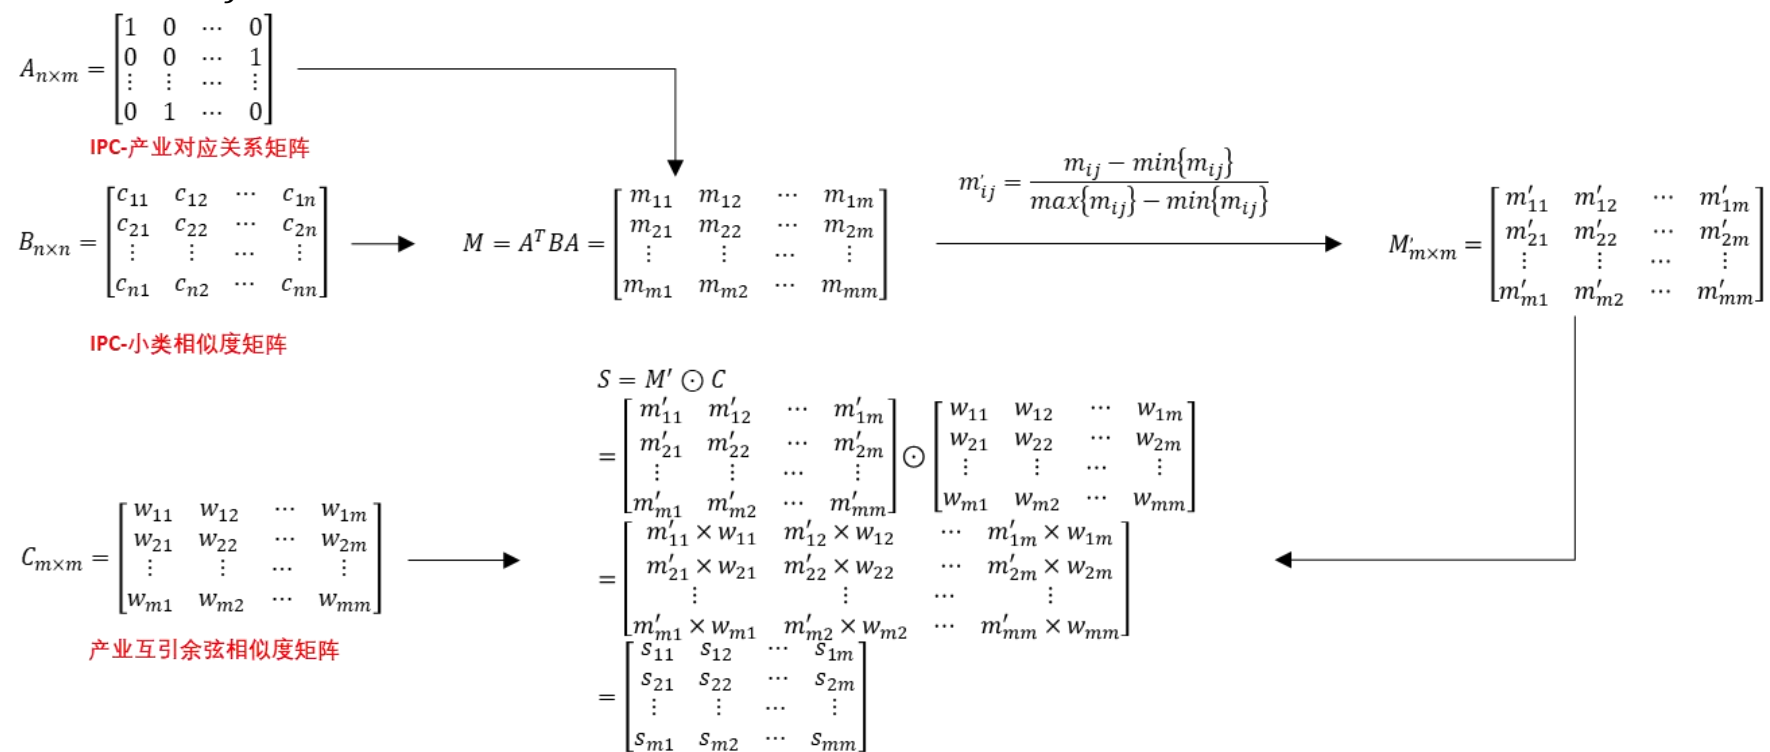 A_{n×m} = [1 0 ⋯ 0
0 0 ⋯ 1
⋮ ⋮ ⋯ ⋮
0 1 ⋯ 0]
IPC-产业对应关系矩阵
B_{n×n} = [c_{11} c_{12} ⋯ c_{1n}
c_{21} c_{22} ⋯ c_{2n}
⋮ ⋮ ⋯ ⋮
c_{n1} c_{n2} ⋯ c_{nn}]
IPC-小类相似度矩阵
M = A^T BA = [m_{11} m_{12} ⋯ m_{1m}
m_{21} m_{22} ⋯ m_{2m}
⋮ ⋮ ⋯ ⋮
m_{m1} m_{m2} ⋯ m_{mm}]
m'_{ij} = (m_{ij} − min{m_{ij}}) / (max{m_{ij}} − min{m_{ij}})
M'_{m×m} = [m'_{11} m'_{12} ⋯ m'_{1m}
m'_{21} m'_{22} ⋯ m'_{2m}
⋮ ⋮ ⋯ ⋮
m'_{m1} m'_{m2} ⋯ m'_{mm}]
C_{m×m} = [w_{11} w_{12} ⋯ w_{1m}
w_{21} w_{22} ⋯ w_{2m}
⋮ ⋮ ⋯ ⋮
w_{m1} w_{m2} ⋯ w_{mm}]
产业互引余弦相似度矩阵
S = M' ⊙ C
= [m'_{11} m'_{12} ⋯ m'_{1m}
m'_{21} m'_{22} ⋯ m'_{2m}
⋮ ⋮ ⋯ ⋮
m'_{m1} m'_{m2} ⋯ m'_{mm}] ⊙ [w_{11} w_{12} ⋯ w_{1m}
w_{21} w_{22} ⋯ w_{2m}
⋮ ⋮ ⋯ ⋮
w_{m1} w_{m2} ⋯ w_{mm}]
= [m'_{11} × w_{11} m'_{12} × w_{12} ⋯ m'_{1m} × w_{1m}
m'_{21} × w_{21} m'_{22} × w_{22} ⋯ m'_{2m} × w_{2m}
⋮ ⋮ ⋯ ⋮
m'_{m1} × w_{m1} m'_{m2} × w_{m2} ⋯ m'_{mm} × w_{mm}]
= [s_{11} s_{12} ⋯ s_{1m}
s_{21} s_{22} ⋯ s_{2m}
⋮ ⋮ ⋯ ⋮
s_{m1} s_{m2} ⋯ s_{mm}]